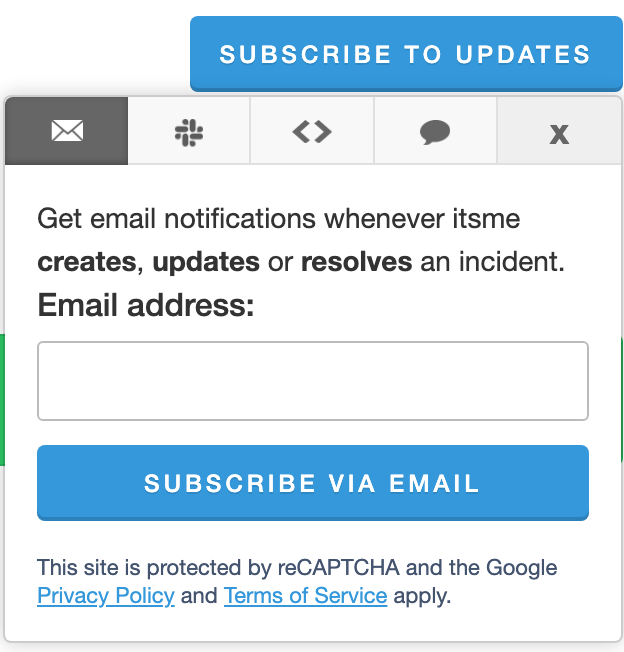 SUBSCRIBE TO UPDATES
x
Get email notifications whenever itsme
creates, updates or resolves an incident.
Email address:
SUBSCRIBE VIA EMAIL
This site is protected by reCAPTCHA and the Google
Privacy Policy and Terms of Service apply.